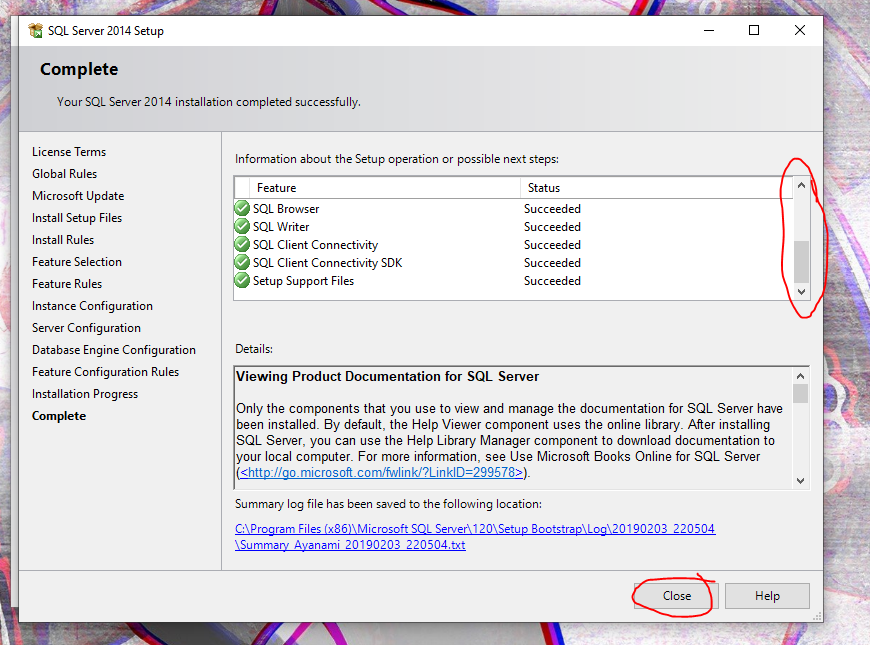 SQL Server 2014 Setup
Complete
Your SQL Server 2014 installation completed successfully.
License Terms
Global Rules
Microsoft Update
Install Setup Files
Install Rules
Feature Selection
Feature Rules
Instance Configuration
Server Configuration
Database Engine Configuration
Feature Configuration Rules
Installation Progress
Complete
Information about the Setup operation or possible next steps:
Feature Status
SQL Browser Succeeded
SQL Writer Succeeded
SQL Client Connectivity Succeeded
SQL Client Connectivity SDK Succeeded
Setup Support Files Succeeded
Details:
Viewing Product Documentation for SQL Server
Only the components that you use to view and manage the documentation for SQL Server have
been installed. By default, the Help Viewer component uses the online library. After installing
SQL Server, you can use the Help Library Manager component to download documentation to
your local computer. For more information, see Use Microsoft Books Online for SQL Server
(<http://go.microsoft.com/fwlink/?LinkID=299578>).
Summary log file has been saved to the following location:
C:\Program Files (x86)\Microsoft SQL Server\120\Setup Bootstrap\Log\20190203_220504
\Summary_Ayanami_20190203_220504.txt
Close Help